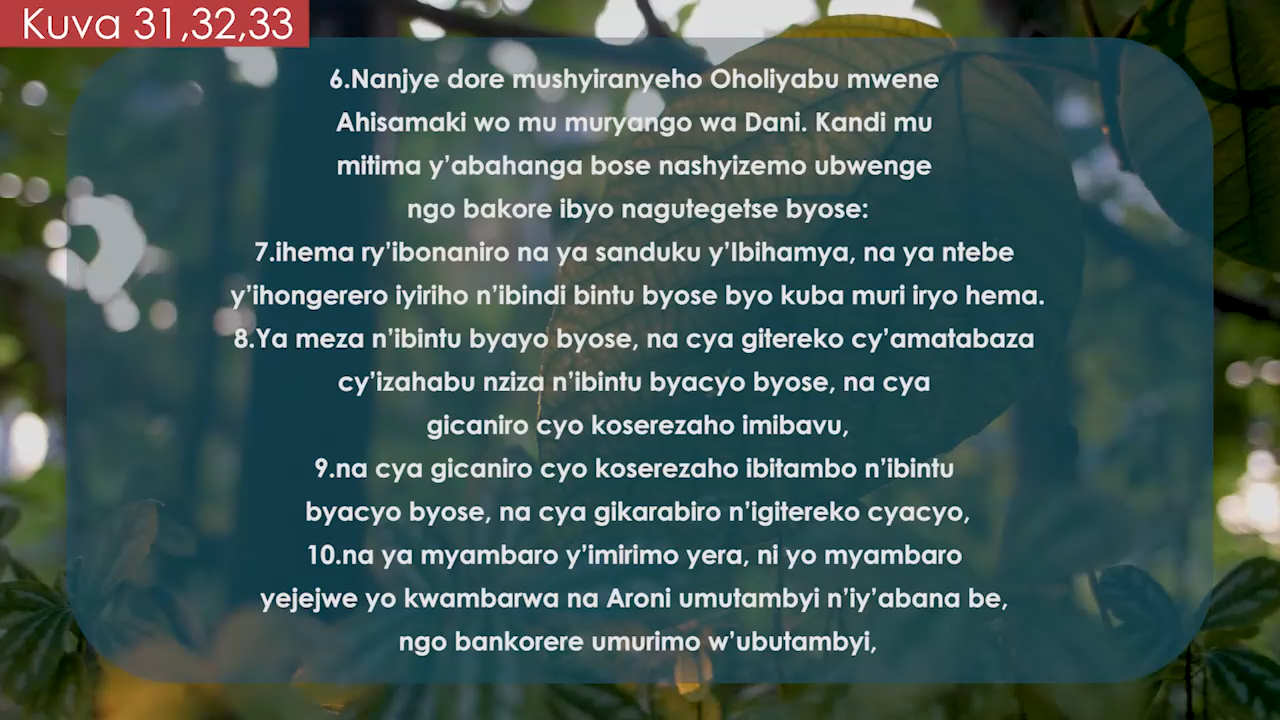 Kuva 31,32,33
6.Nanjye dore mushyiranyeho Oholiyabu mwene
Ahisamaki wo mu muryango wa Dani. Kandi mu
mitima y'abahanga bose nashyizemo ubwenge
ngo bakore ibyo nagutegetse byose:
7.ihema ry'ibonaniro na ya sanduku y'Ibihamya, na ya ntebe
y'ihongerero iyiriho n'ibindi bintu byose byo kuba muri iryo hema.
8.Ya meza n'ibintu byayo byose, na cya gitereko cy'amatabaza
cy'izahabu nziza n'ibintu byacyo byose, na cya
gicaniro cyo koserezaho imibavu,
9.na cya gicaniro cyo koserezaho ibitambo n'ibintu
byacyo byose, na cya gikarabiro n'igitereko cyacyo,
10.na ya myambaro y'imirimo yera, ni yo myambaro
yejejwe yo kwambarwa na Aroni umutambyi n'iy'abana be,
ngo bankorere umurimo w'ubutambyi,